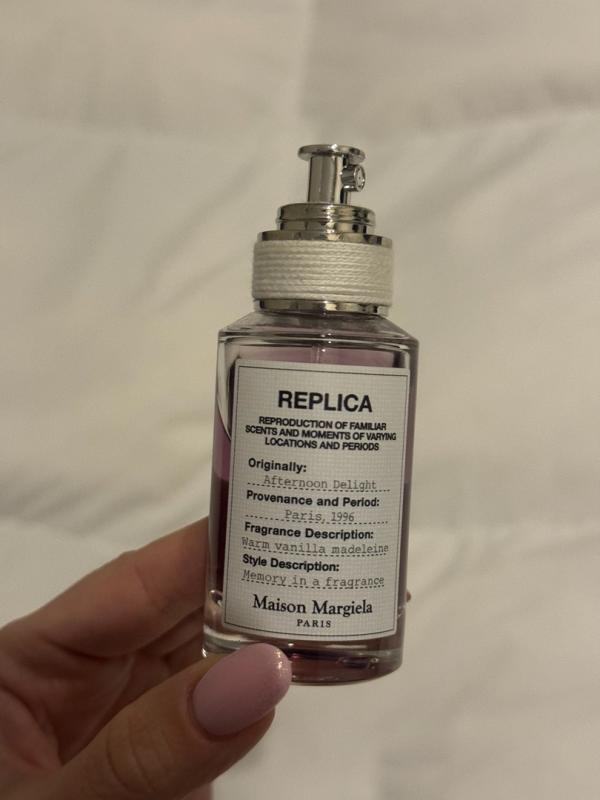 REPLICA
REPRODUCTION OF FAMILIAR
SCENTS AND MOMENTS OF VARYING
LOCATIONS AND PERIODS
Originally:
Afternoon Delight
Provenance and Period:
Paris, 1996
Fragrance Description:
Warm vanilla madeleine
Style Description:
Memory in a fragrance
Maison Margiela
PARIS